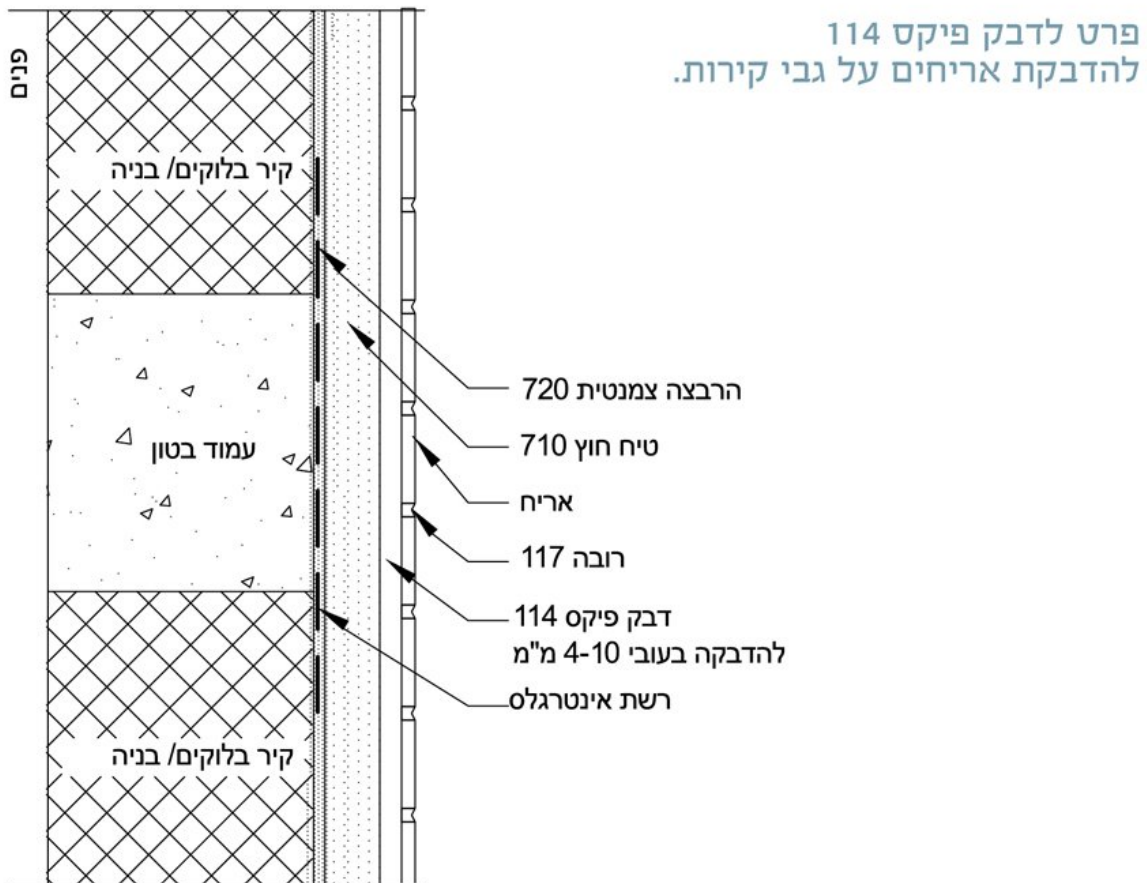 פרט לדבק פיקס 114
להדבקת אריחים על גבי קירות.
פנים
קיר בלוקים/ בניה
עמוד בטון
קיר בלוקים/ בניה
הרבצה צמנטית 720
טיח חוץ 710
אריח
רובה 117
דבק פיקס 114
להדבקה בעובי 4-10 מ"מ
רשת אינטרגלס